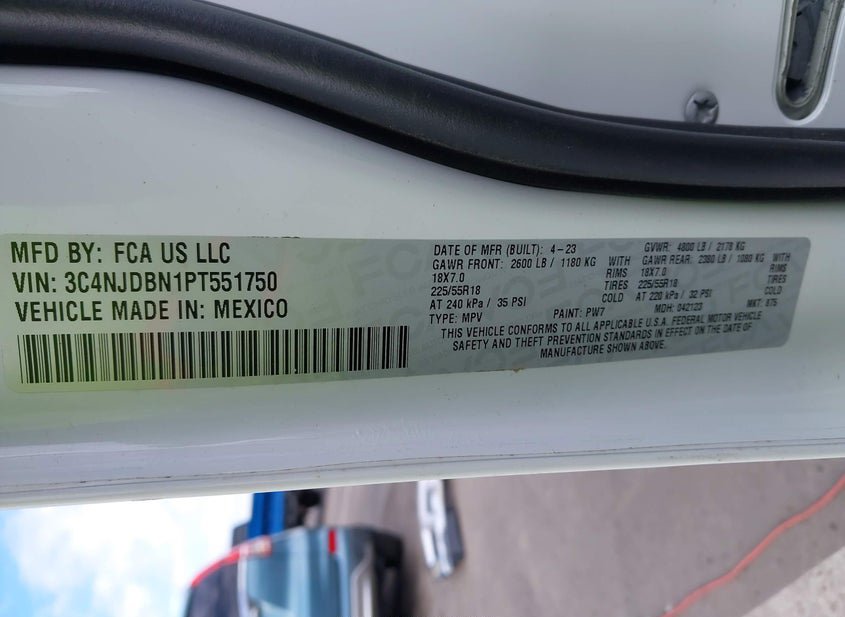 MFD BY: FCA US LLC
VIN: 3C4NJDBN1PT551750
VEHICLE MADE IN: MEXICO
DATE OF MFR (BUILT): 4-23 GVWR: 4800 LB / 2178 KG
GAWR FRONT: 2600 LB / 1180 KG WITH GAWR REAR: 2380 LB / 1080 KG WITH
18X7.0 RIMS 18X7.0 RIMS
225/55R18 TIRES 225/55R18 TIRES
AT 240 kPa / 35 PSI COLD AT 220 kPa / 32 PSI COLD
TYPE: MPV PAINT: PW7 MDH: 042123 MKT: 875
THIS VEHICLE CONFORMS TO ALL APPLICABLE U.S.A. FEDERAL MOTOR VEHICLE
SAFETY AND THEFT PREVENTION STANDARDS IN EFFECT ON THE DATE OF
MANUFACTURE SHOWN ABOVE.